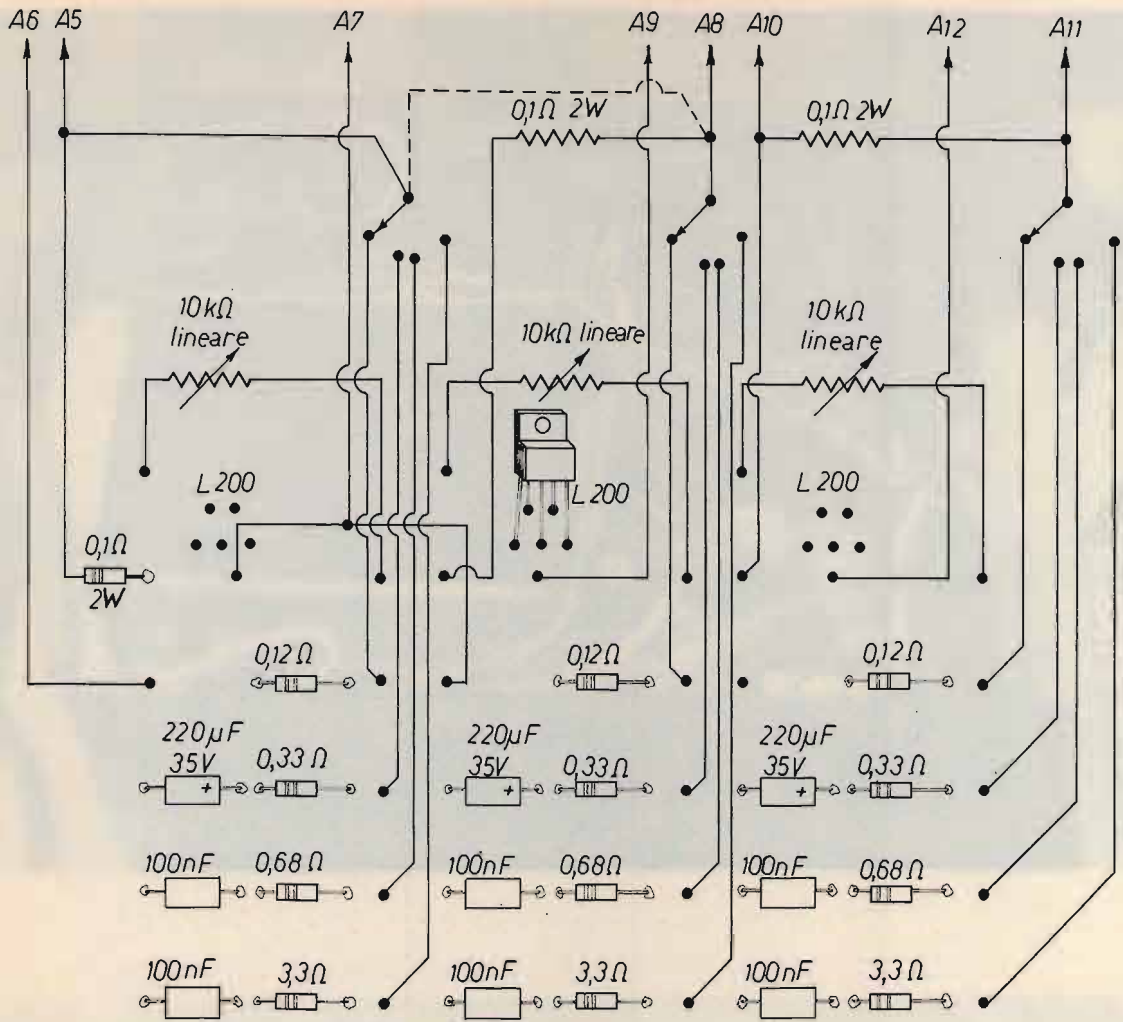 A6 A5 A7 A9 A8 A10 A12 A11
0,1Ω 2W 0,1Ω 2W
10kΩ
lineare
10kΩ lineare
10kΩ
lineare
L200
L200
L200
0,1Ω
2W
0,12Ω 0,12Ω 0,12Ω
220µF
35V
+
0,33Ω
220µF
35V
+
0,33Ω
220µF
35V
+
0,33Ω
100nF 0,68Ω 100nF 0,68Ω 100nF 0,68Ω
100nF 3,3Ω 100nF 3,3Ω 100nF 3,3Ω